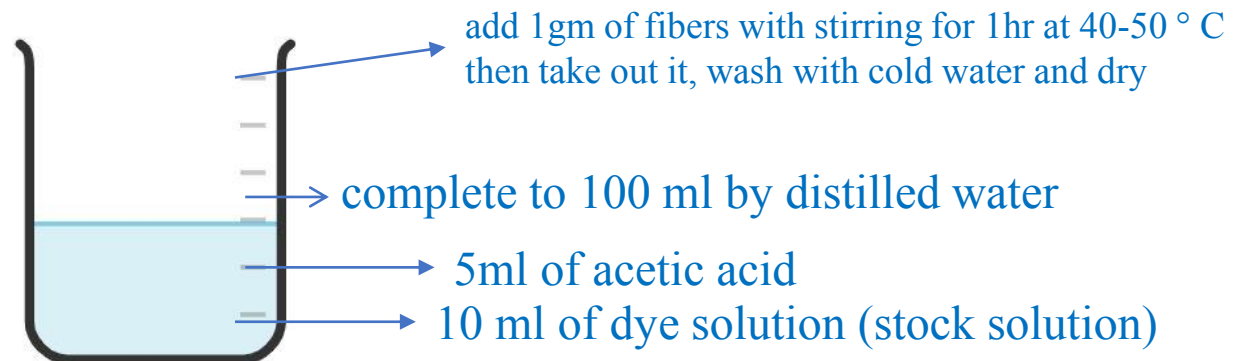 add 1gm of fibers with stirring for 1hr at 40-50 ° C
then take out it, wash with cold water and dry
complete to 100 ml by distilled water
5ml of acetic acid
10 ml of dye solution (stock solution)